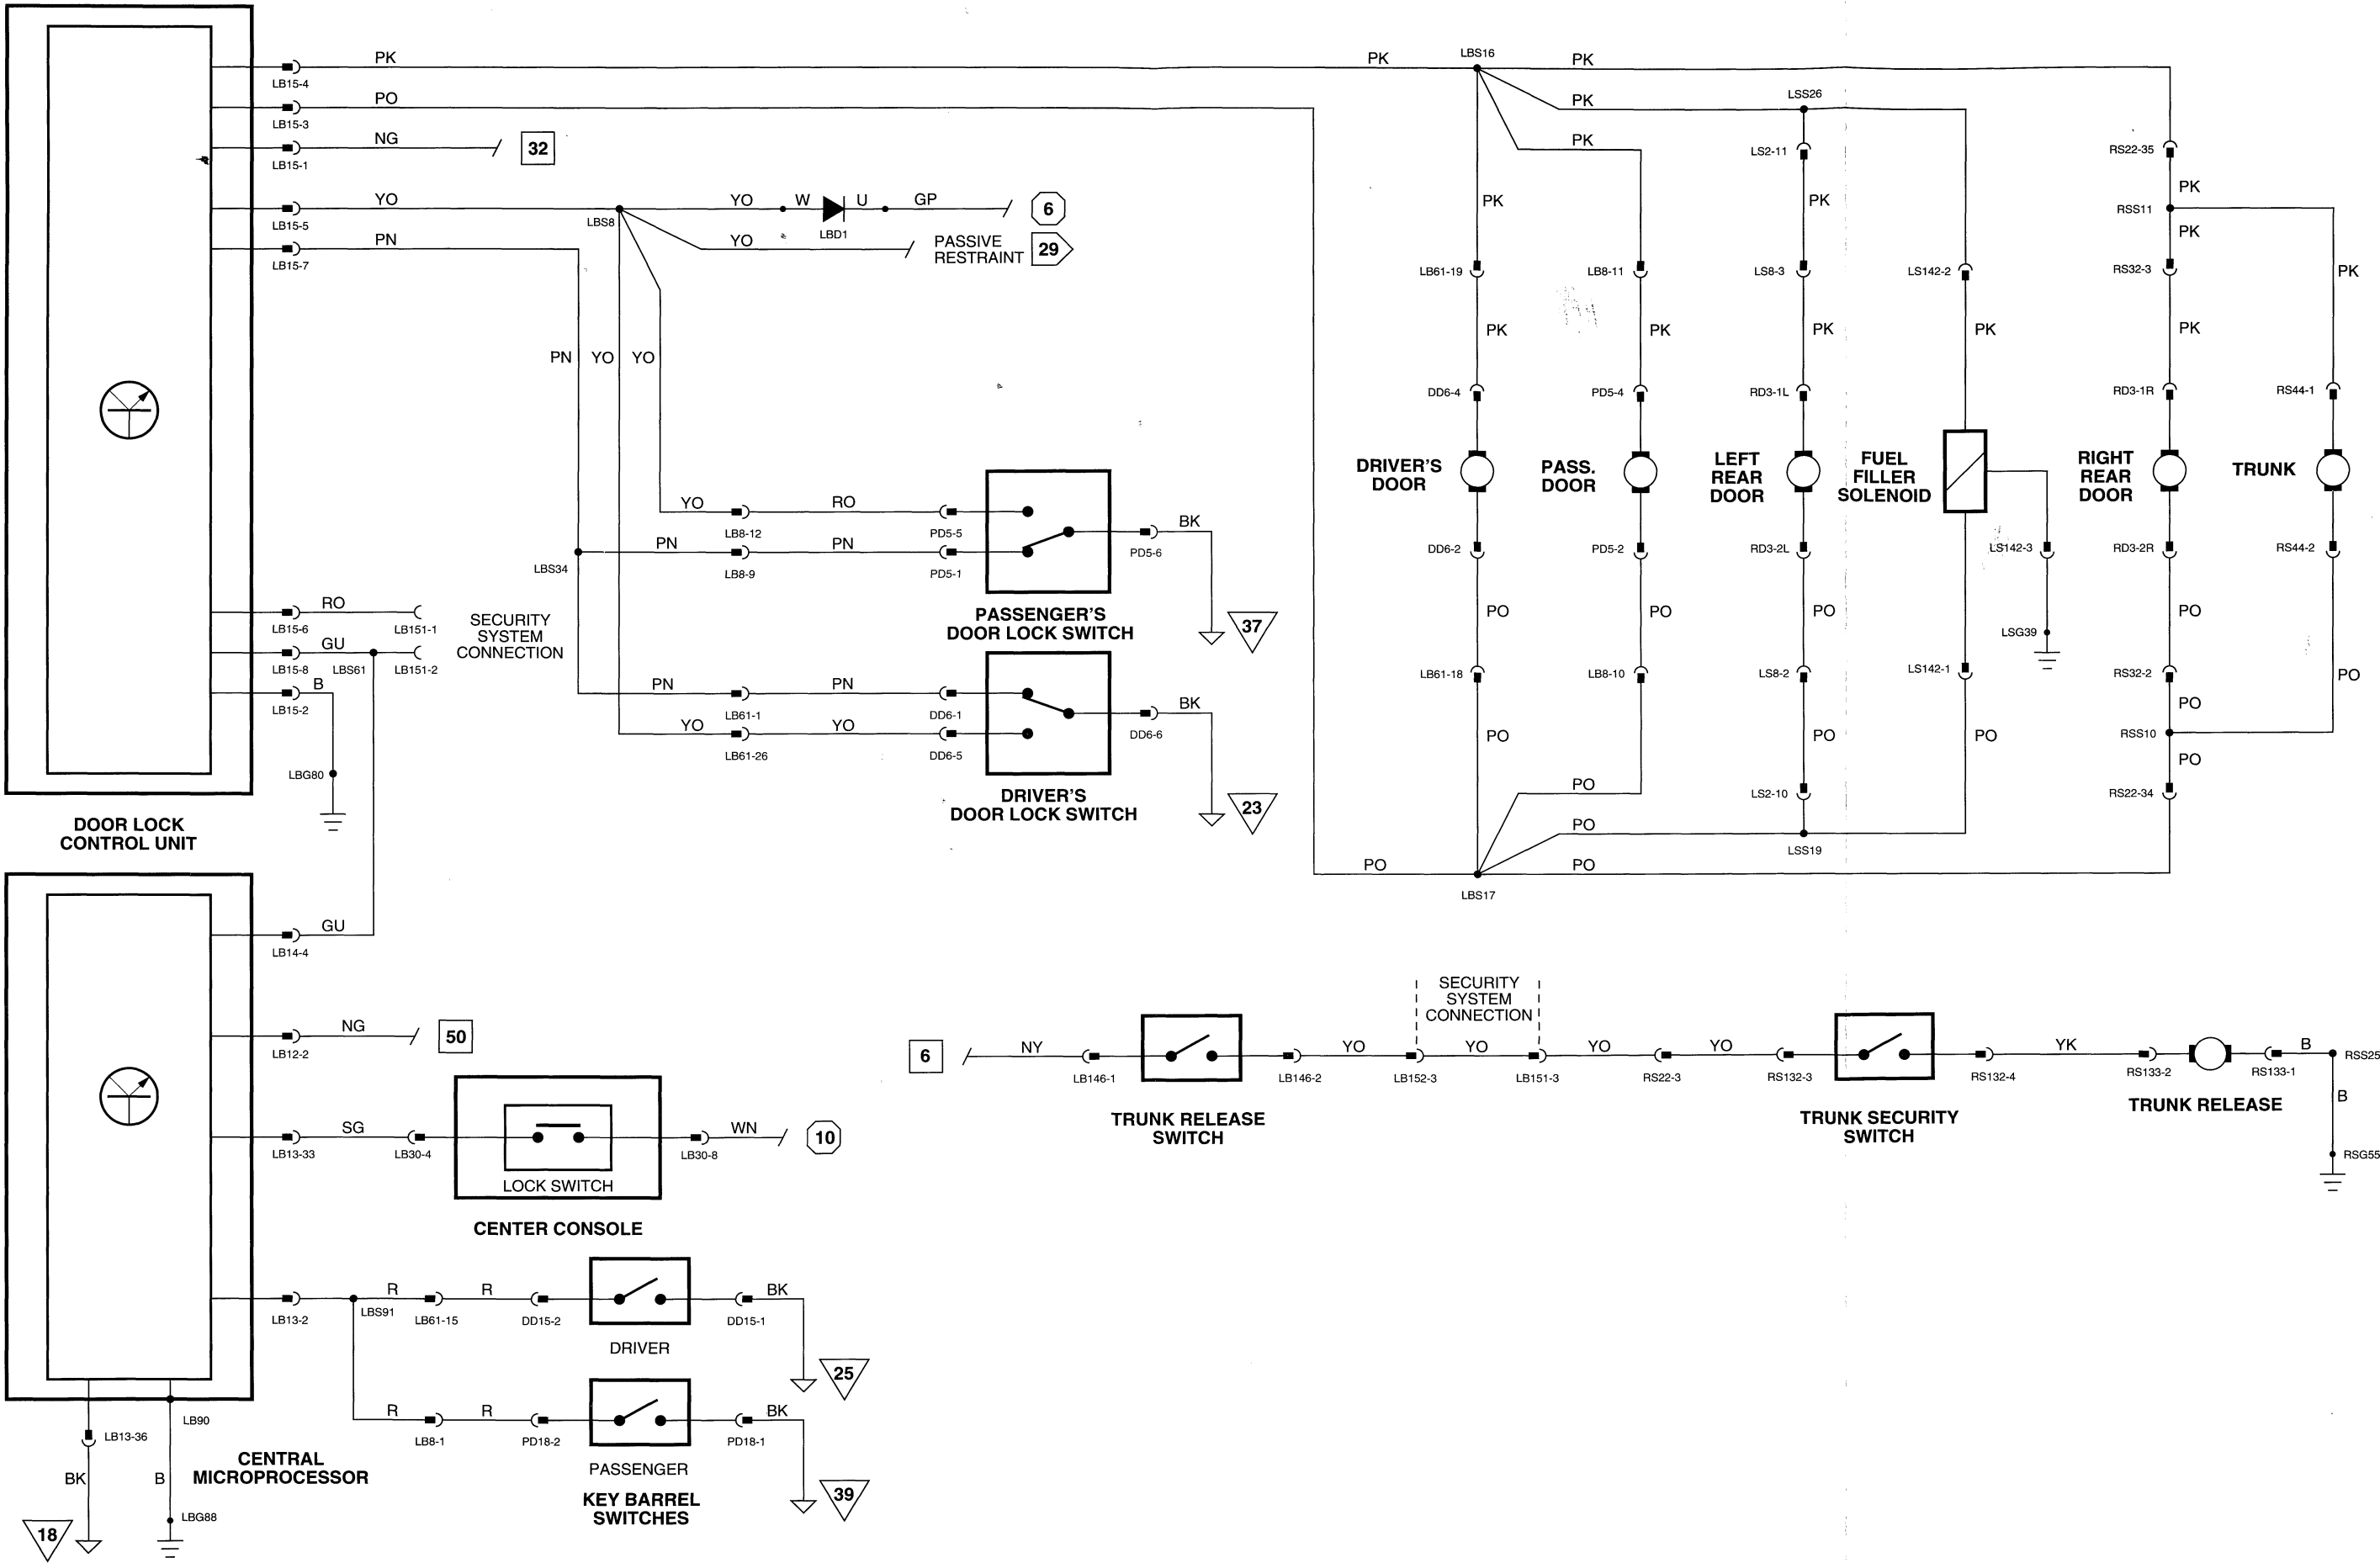 PK
LB15-4
PO
LB15-3
NG
32
LB15-1
YO
LB15-5
LBS8
YO
W
U
GP
6
LBD1
PN
LB15-7
YO
PASSIVE
RESTRAINT
29
PN
YO
YO
YO
RO
LB8-12
PD5-5
PN
PN
LBS34
LB8-9
PD5-1
BK
PD5-6
PASSENGER'S
DOOR LOCK SWITCH
37
RO
LB15-6
LB151-1
SECURITY
SYSTEM
CONNECTION
GU
LB15-8
LBS61
LB151-2
B
LB15-2
LBG80
PN
PN
LB61-1
DD6-1
YO
YO
LB61-26
DD6-5
BK
DD6-6
DRIVER'S
DOOR LOCK SWITCH
23
DOOR LOCK
CONTROL UNIT
PK
LBS16
PK
PK
LSS26
PK
LS2-11
RS22-35
PK
PK
PK
RSS11
PK
LB61-19
LB8-11
LS8-3
LS142-2
RS32-3
PK
PK
PK
PK
PK
PK
DD6-4
PD5-4
RD3-1L
RD3-1R
RS44-1
DRIVER'S
DOOR
PASS.
DOOR
LEFT
REAR
DOOR
FUEL
FILLER
SOLENOID
RIGHT
REAR
DOOR
TRUNK
DD6-2
PD5-2
RD3-2L
LS142-3
RD3-2R
RS44-2
PO
PO
PO
LSG39
PO
LB61-18
LB8-10
LS8-2
LS142-1
RS32-2
PO
PO
PO
PO
PO
RSS10
PO
PO
LS2-10
RS22-34
PO
LSS19
PO
PO
LBS17
GU
LB14-4
NG
LB12-2
50
SG
LB13-33
LB30-4
LOCK SWITCH
LB30-8
WN
10
CENTER CONSOLE
R
R
LB13-2
LBS91
LB61-15
DD15-2
DD15-1
BK
DRIVER
25
R
R
LB8-1
PD18-2
PD18-1
BK
PASSENGER
39
KEY BARREL
SWITCHES
LB90
LB13-36
CENTRAL
MICROPROCESSOR
BK
B
LBG88
18
6
NY
LB146-1
LB146-2
TRUNK RELEASE
SWITCH
YO
LB152-3
SECURITY
SYSTEM
CONNECTION
YO
LB151-3
YO
RS22-3
YO
RS132-3
RS132-4
TRUNK SECURITY
SWITCH
YK
RS133-2
RS133-1
B
RSS25
TRUNK RELEASE
B
RSG55